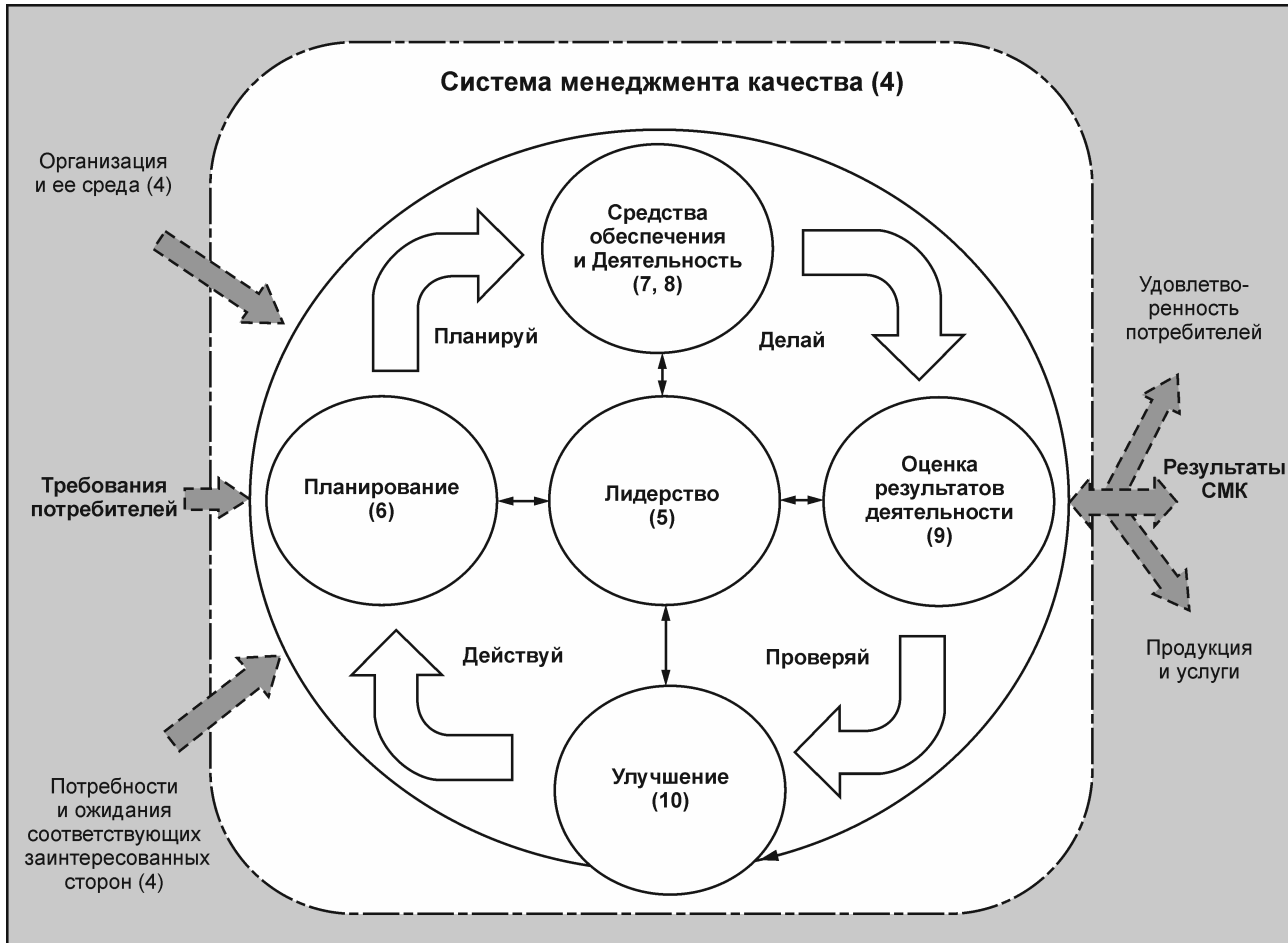 Система менеджмента качества (4)
Организация
и ее среда (4)
Средства
обеспечения
и Деятельность
(7, 8)
Планируй
Делай
Удовлетво-
ренность
потребителей
Требования
потребителей
Планирование
(6)
Лидерство
(5)
Оценка
результатов
деятельности
(9)
Результаты
СМК
Действуй
Проверяй
Продукция
и услуги
Потребности
и ожидания
соответствующих
заинтересованных
сторон (4)
Улучшение
(10)